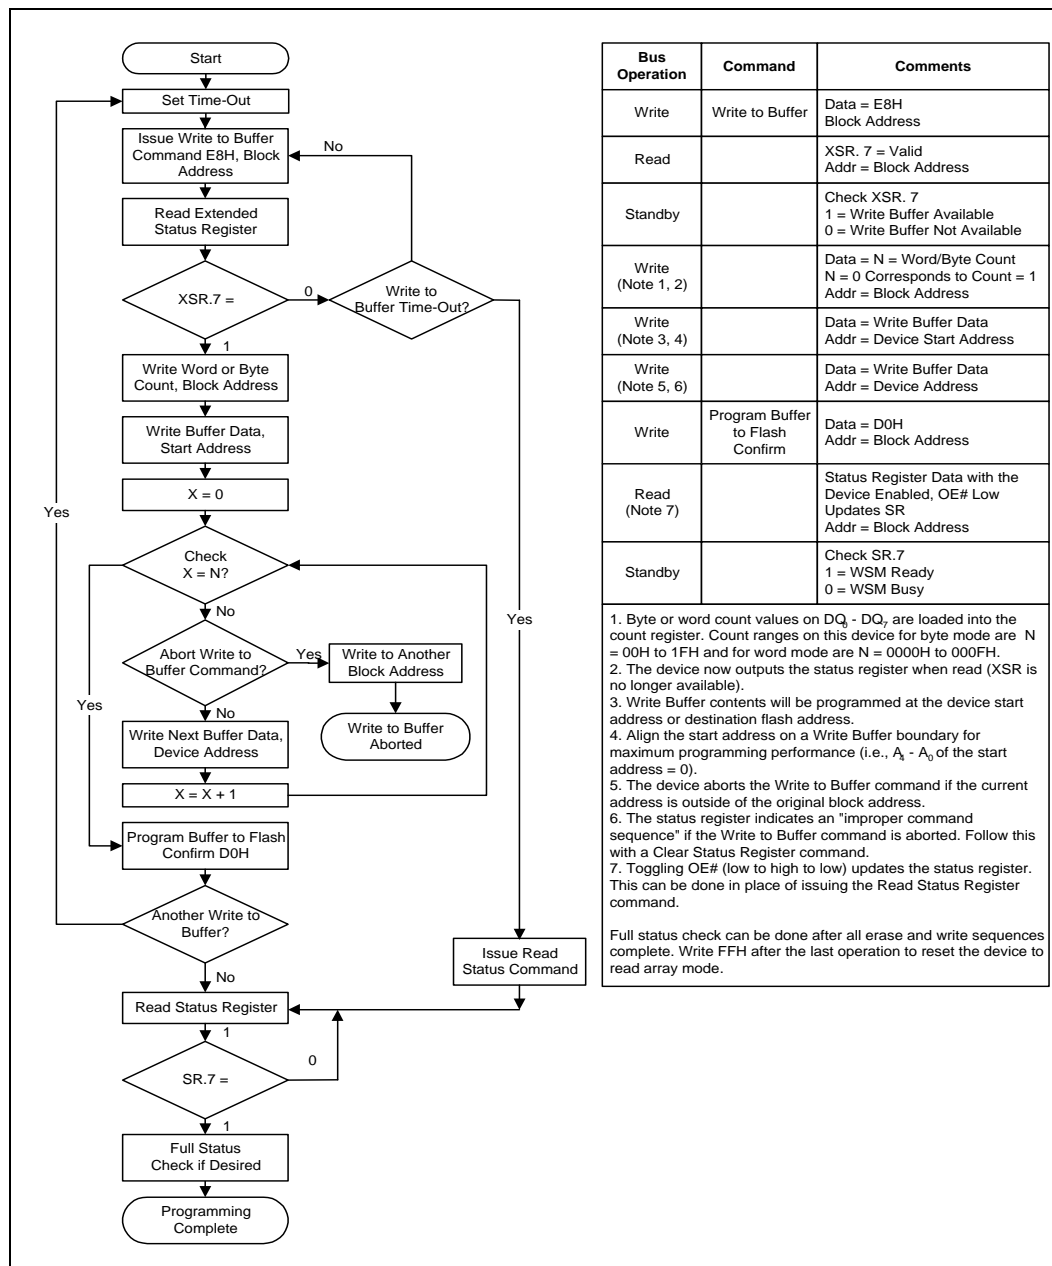 Start
Set Time-Out
Issue Write to Buffer
Command E8H, Block
Address
No
Read Extended
Status Register
XSR.7 =
0
Write to
Buffer Time-Out?
1
Write Word or Byte
Count, Block Address
Write Buffer Data,
Start Address
X = 0
Yes
Check
X = N?
No
Yes
Abort Write to
Buffer Command?
Yes
Write to Another
Block Address
Yes
No
Write to Buffer
Aborted
Write Next Buffer Data,
Device Address
X = X + 1
Program Buffer to Flash
Confirm D0H
Another Write to
Buffer?
Issue Read
Status Command
No
Read Status Register
1
0
SR.7 =
1
Full Status
Check if Desired
Programming
Complete
Bus
Operation
Command
Comments
Write
Write to Buffer
Data = E8H
Block Address
Read
XSR. 7 = Valid
Addr = Block Address
Standby
Check XSR. 7
1 = Write Buffer Available
0 = Write Buffer Not Available
Write
(Note 1, 2)
Data = N = Word/Byte Count
N = 0 Corresponds to Count = 1
Addr = Block Address
Write
(Note 3, 4)
Data = Write Buffer Data
Addr = Device Start Address
Write
(Note 5, 6)
Data = Write Buffer Data
Addr = Device Address
Write
Program Buffer
to Flash
Confirm
Data = D0H
Addr = Block Address
Read
(Note 7)
Status Register Data with the
Device Enabled, OE# Low
Updates SR
Addr = Block Address
Standby
Check SR.7
1 = WSM Ready
0 = WSM Busy
1. Byte or word count values on DQ0 - DQ7 are loaded into the
count register. Count ranges on this device for byte mode are N
= 00H to 1FH and for word mode are N = 0000H to 000FH.
2. The device now outputs the status register when read (XSR is
no longer available).
3. Write Buffer contents will be programmed at the device start
address or destination flash address.
4. Align the start address on a Write Buffer boundary for
maximum programming performance (i.e., A4 - A0 of the start
address = 0).
5. The device aborts the Write to Buffer command if the current
address is outside of the original block address.
6. The status register indicates an "improper command
sequence" if the Write to Buffer command is aborted. Follow this
with a Clear Status Register command.
7. Toggling OE# (low to high to low) updates the status register.
This can be done in place of issuing the Read Status Register
command.
Full status check can be done after all erase and write sequences
complete. Write FFH after the last operation to reset the device to
read array mode.